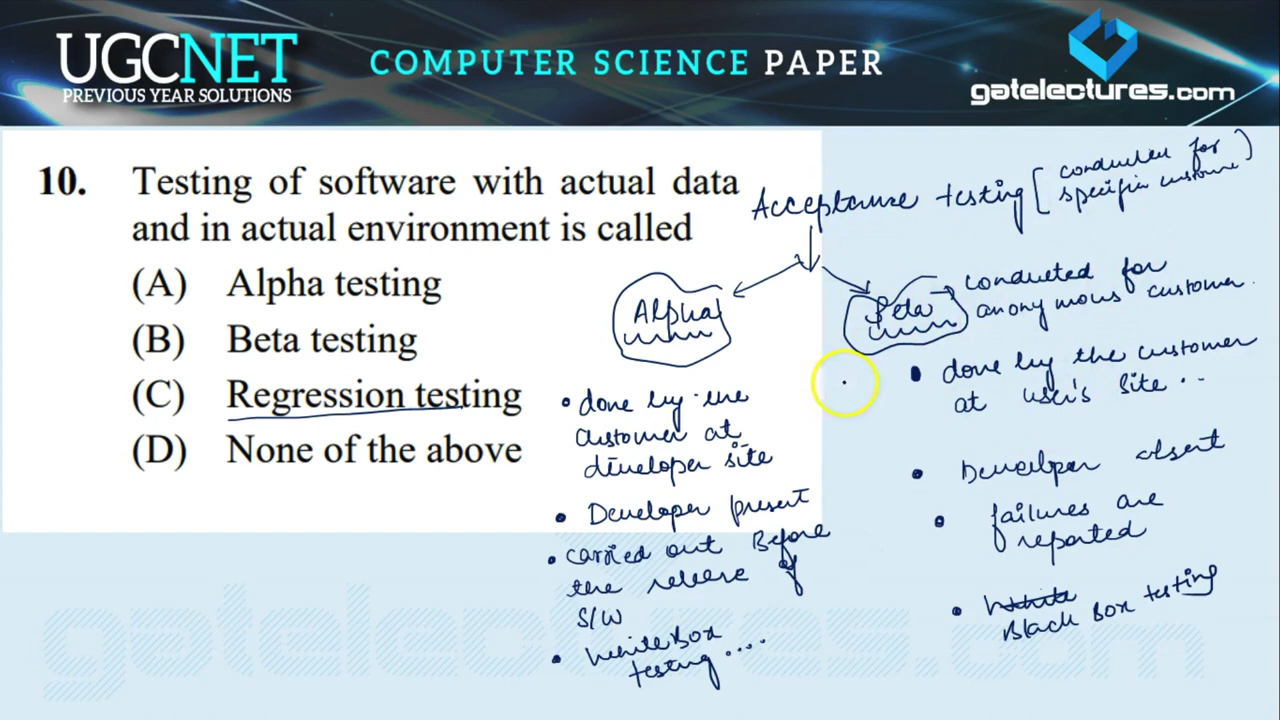 UGCNET
PREVIOUS YEAR SOLUTIONS
COMPUTER SCIENCE PAPER
gatelectures.com
10. Testing of software with actual data
and in actual environment is called
(A) Alpha testing
(B) Beta testing
(C) Regression testing
(D) None of the above
Acceptance testing [conducted for
specific customer)
Alpha
Beta → conducted for
anonymous customer.
• done by the
customer at
developer site
• Developer present
• carried out Before
the release of
S/W
• White Box
testing ....
• done by the customer
at user's site ..
• Developer absent
• failures are
reported
• White
Black Box testing
gatelectures.com